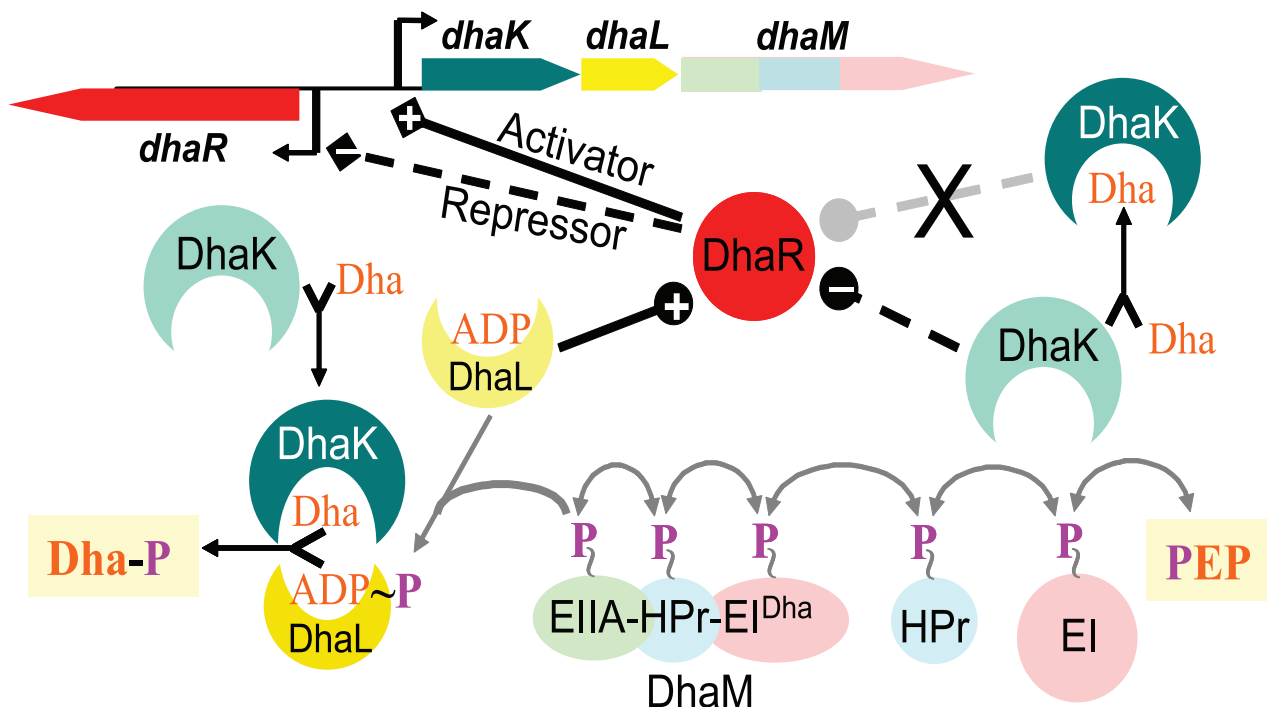 dhaK dhaL dhaM
dhaR
Activator
Repressor
+
-
DhaK
Dha
X
DhaR
DhaK
Dha
ADP
DhaL
+
-
DhaK
Dha
DhaK
Dha
ADP~P
DhaL
Dha-P
P P P P P
PEP
EIIA-HPr-EIDha
DhaM
HPr
EI